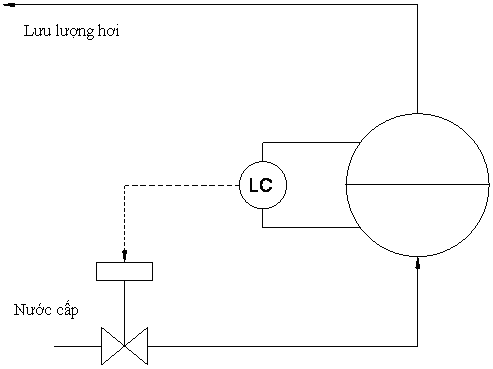 Lưu lượng hơi
LC
Nước cấp